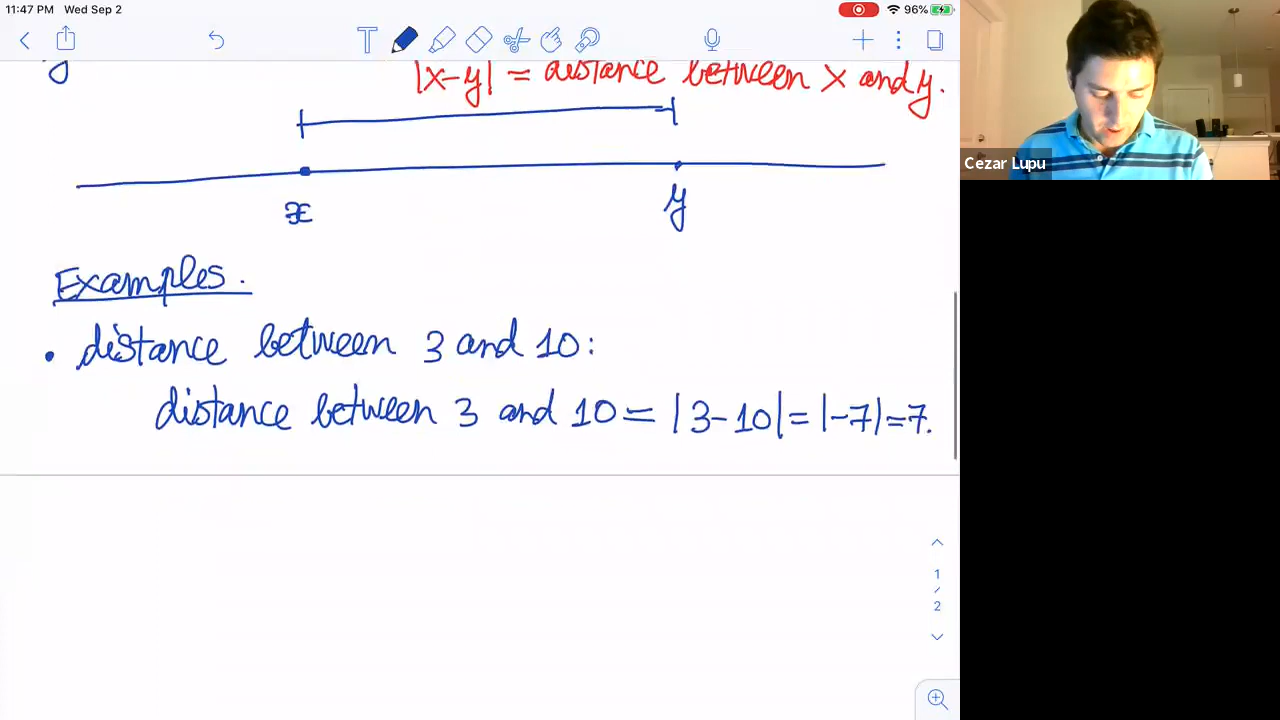 11:47 PM Wed Sep 2
96%
T
y
|x-y| = distance between x and y.
x
y
Examples.
• distance between 3 and 10:
distance between 3 and 10 = |3-10| = |-7| = 7.
1
/
2
Cezar Lupu